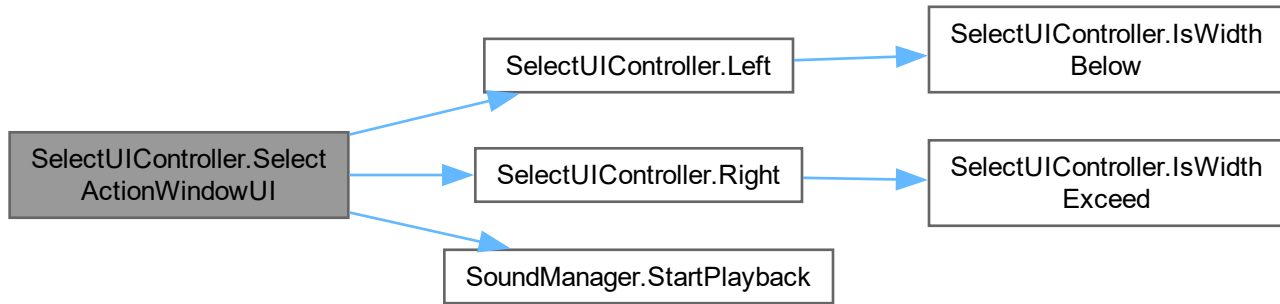 SelectUIController.Select
ActionWindowUI
SelectUIController.Left
SelectUIController.IsWidth
Below
SelectUIController.Right
SelectUIController.IsWidth
Exceed
SoundManager.StartPlayback